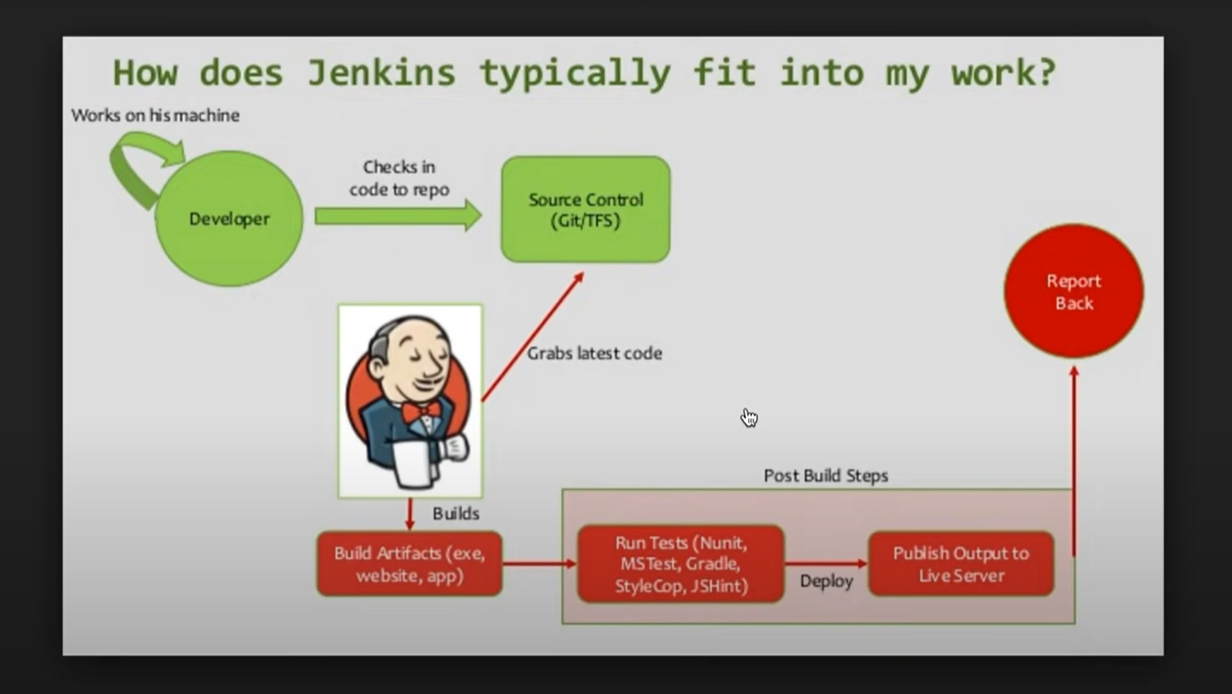 How does Jenkins typically fit into my work?
Works on his machine
Checks in
code to repo
Developer
Source Control
(Git/TFS)
Report
Back
Grabs latest code
Post Build Steps
Builds
Build Artifacts (exe,
website, app)
Run Tests (Nunit,
MSTest, Gradle,
StyleCop, JSHint)
Deploy
Publish Output to
Live Server